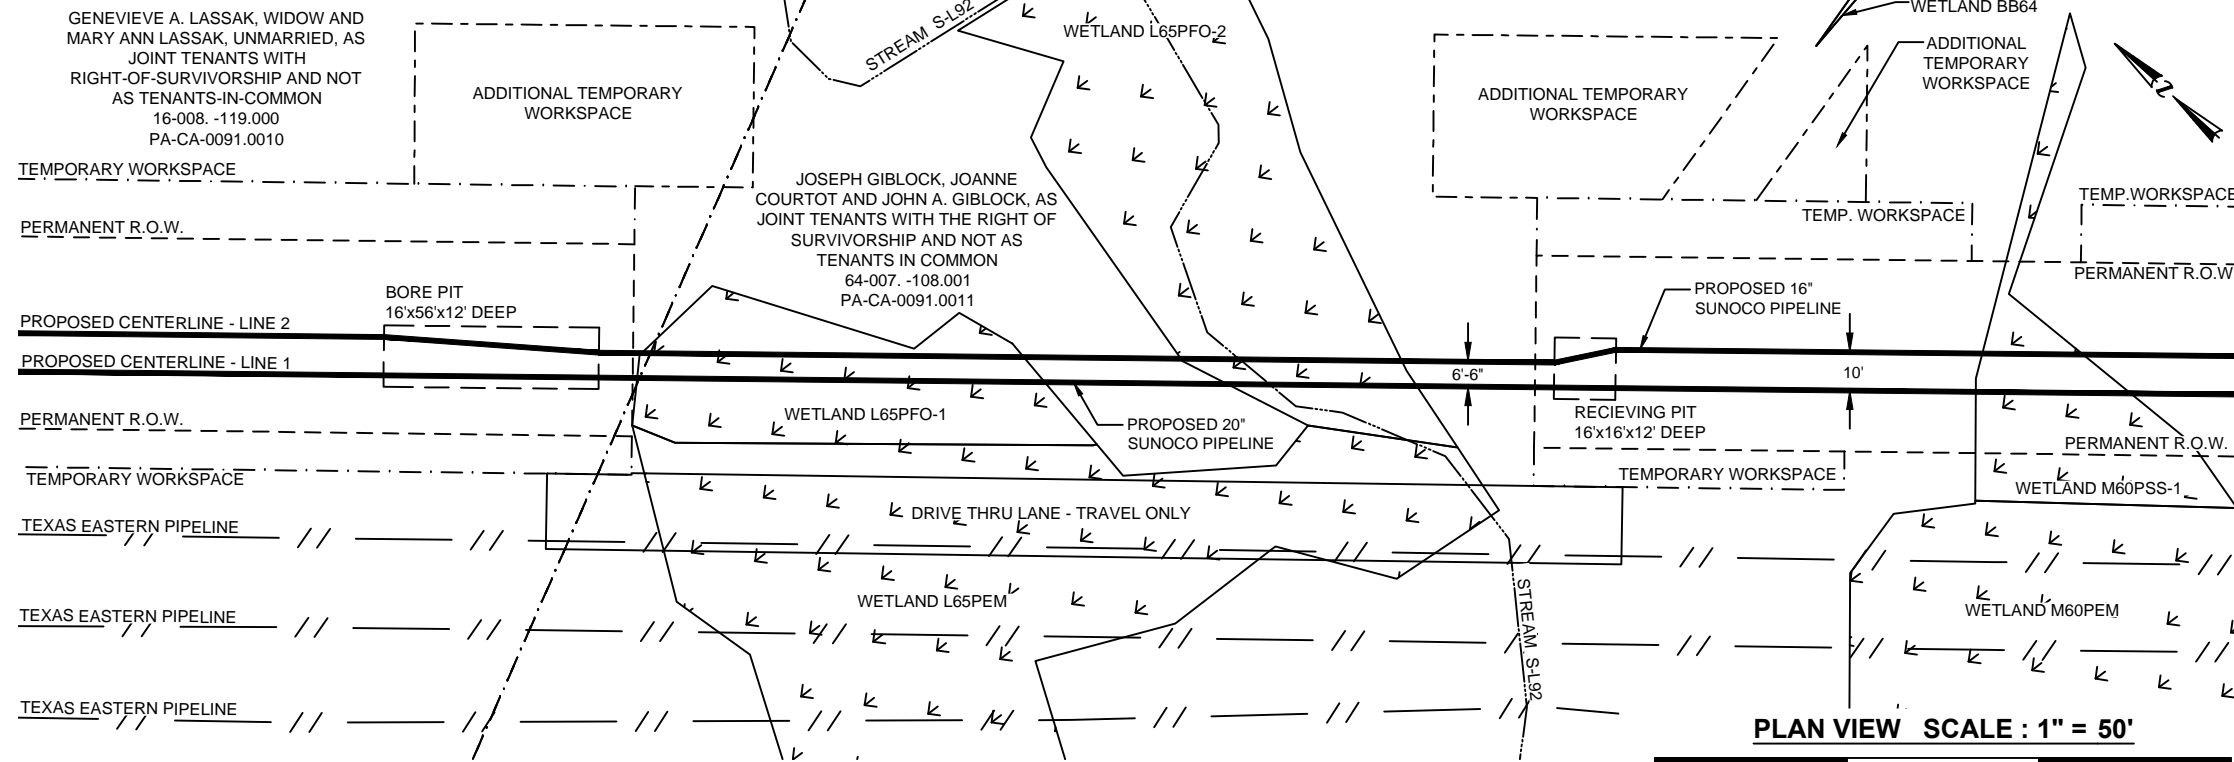 GENEVIEVE A. LASSAK, WIDOW AND
MARY ANN LASSAK, UNMARRIED, AS
JOINT TENANTS WITH
RIGHT-OF-SURVIVORSHIP AND NOT
AS TENANTS-IN-COMMON
16-008. -119.000
PA-CA-0091.0010
ADDITIONAL TEMPORARY
WORKSPACE
STREAM S-L92
WETLAND L65PFO-2
ADDITIONAL TEMPORARY
WORKSPACE
WETLAND BB64
ADDITIONAL
TEMPORARY
WORKSPACE
N
TEMPORARY WORKSPACE
JOSEPH GIBLOCK, JOANNE
COURTOT AND JOHN A. GIBLOCK, AS
JOINT TENANTS WITH THE RIGHT OF
SURVIVORSHIP AND NOT AS
TENANTS IN COMMON
64-007. -108.001
PA-CA-0091.0011
TEMP. WORKSPACE
TEMP.WORKSPACE
PERMANENT R.O.W.
PERMANENT R.O.W
BORE PIT
16'x56'x12' DEEP
PROPOSED 16"
SUNOCO PIPELINE
PROPOSED CENTERLINE - LINE 2
PROPOSED CENTERLINE - LINE 1
6'-6"
10'
WETLAND L65PFO-1
PROPOSED 20"
SUNOCO PIPELINE
RECIEVING PIT
16'x16'x12' DEEP
PERMANENT R.O.W.
PERMANENT R.O.W.
TEMPORARY WORKSPACE
TEMPORARY WORKSPACE
WETLAND M60PSS-1
DRIVE THRU LANE - TRAVEL ONLY
TEXAS EASTERN PIPELINE
WETLAND L65PEM
STREAM S-L92
WETLAND M60PEM
TEXAS EASTERN PIPELINE
TEXAS EASTERN PIPELINE
PLAN VIEW SCALE : 1" = 50'